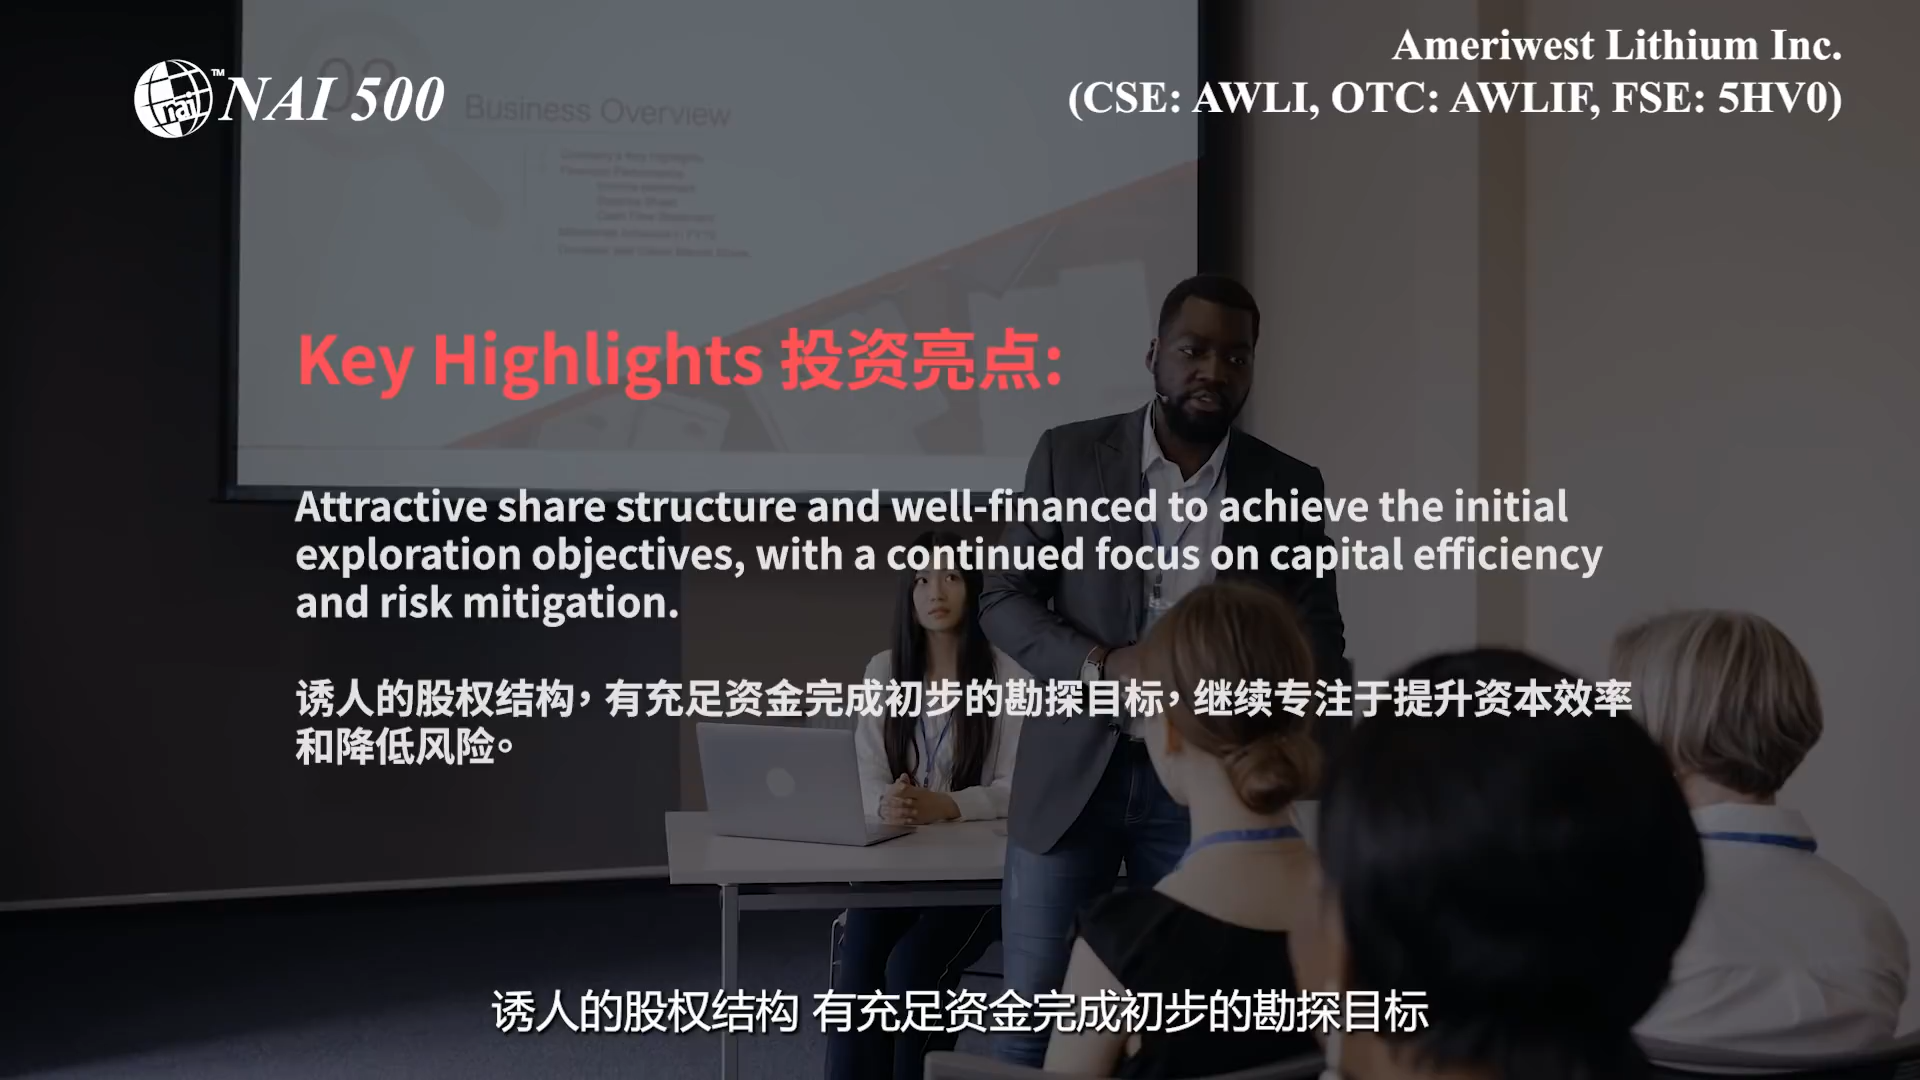 nai
™NAI 500
Ameriwest Lithium Inc.
(CSE: AWLI, OTC: AWLIF, FSE: 5HV0)
03
Business Overview
Key Highlights 投资亮点:
Attractive share structure and well-financed to achieve the initial
exploration objectives, with a continued focus on capital efficiency
and risk mitigation.
诱人的股权结构，有充足资金完成初步的勘探目标，继续专注于提升资本效率
和降低风险。
诱人的股权结构 有充足资金完成初步的勘探目标